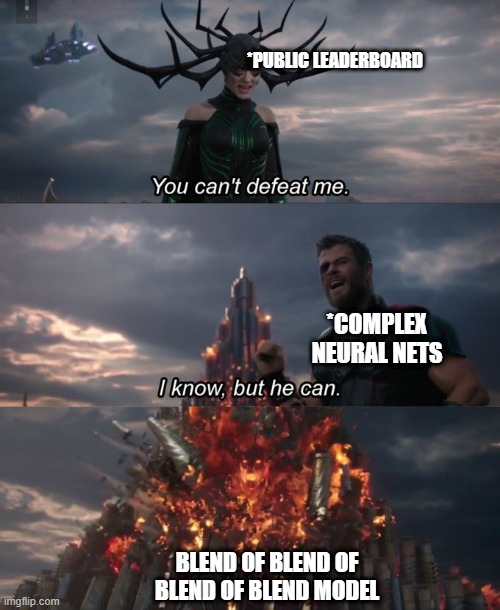 *PUBLIC LEADERBOARD
You can't defeat me.
*COMPLEX
NEURAL NETS
I know, but he can.
BLEND OF BLEND OF
BLEND OF BLEND MODEL
imgflip.com